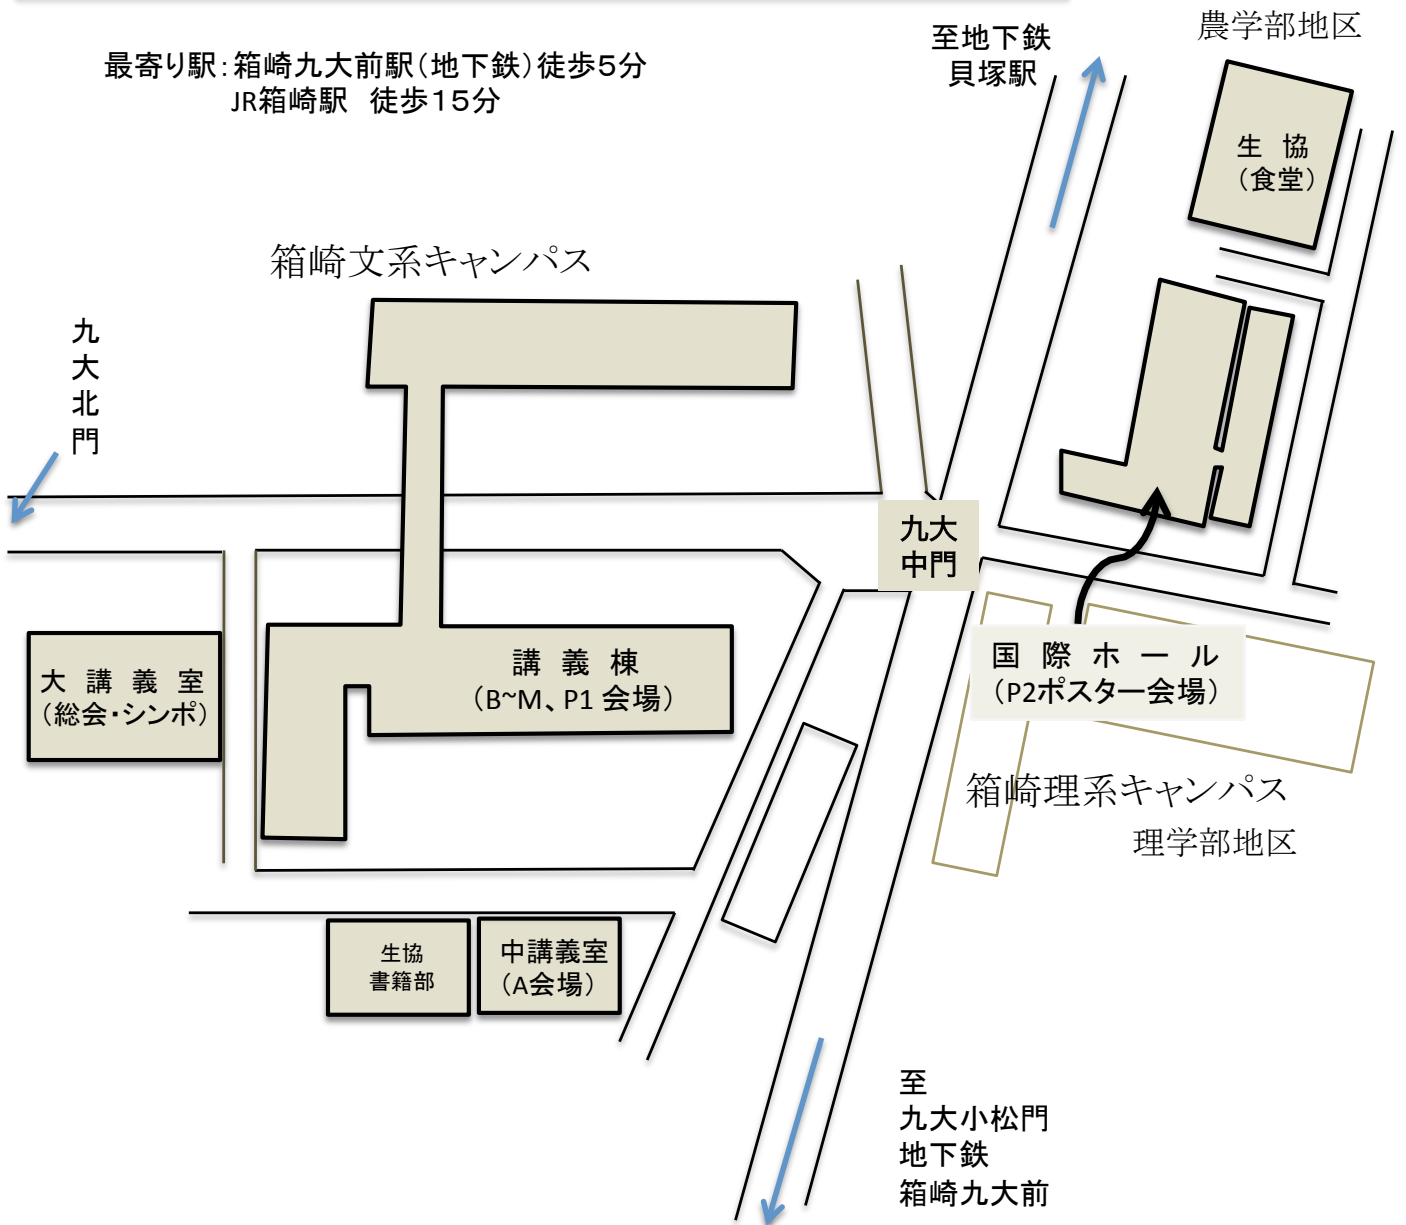 農学部地区
至地下鉄
貝塚駅
最寄り駅：箱崎九大前駅（地下鉄）徒歩5分
JR箱崎駅　徒歩15分
生　協
（食堂）
箱崎文系キャンパス
九
大
北
門
九大
中門
大　講　義　室
（総会・シンポ）
講　義　棟
（B~M、P1 会場）
国　際　ホ　ー　ル
（P2ポスター会場）
箱崎理系キャンパス
理学部地区
生協
書籍部
中講義室
（A会場）
至
九大小松門
地下鉄
箱崎九大前